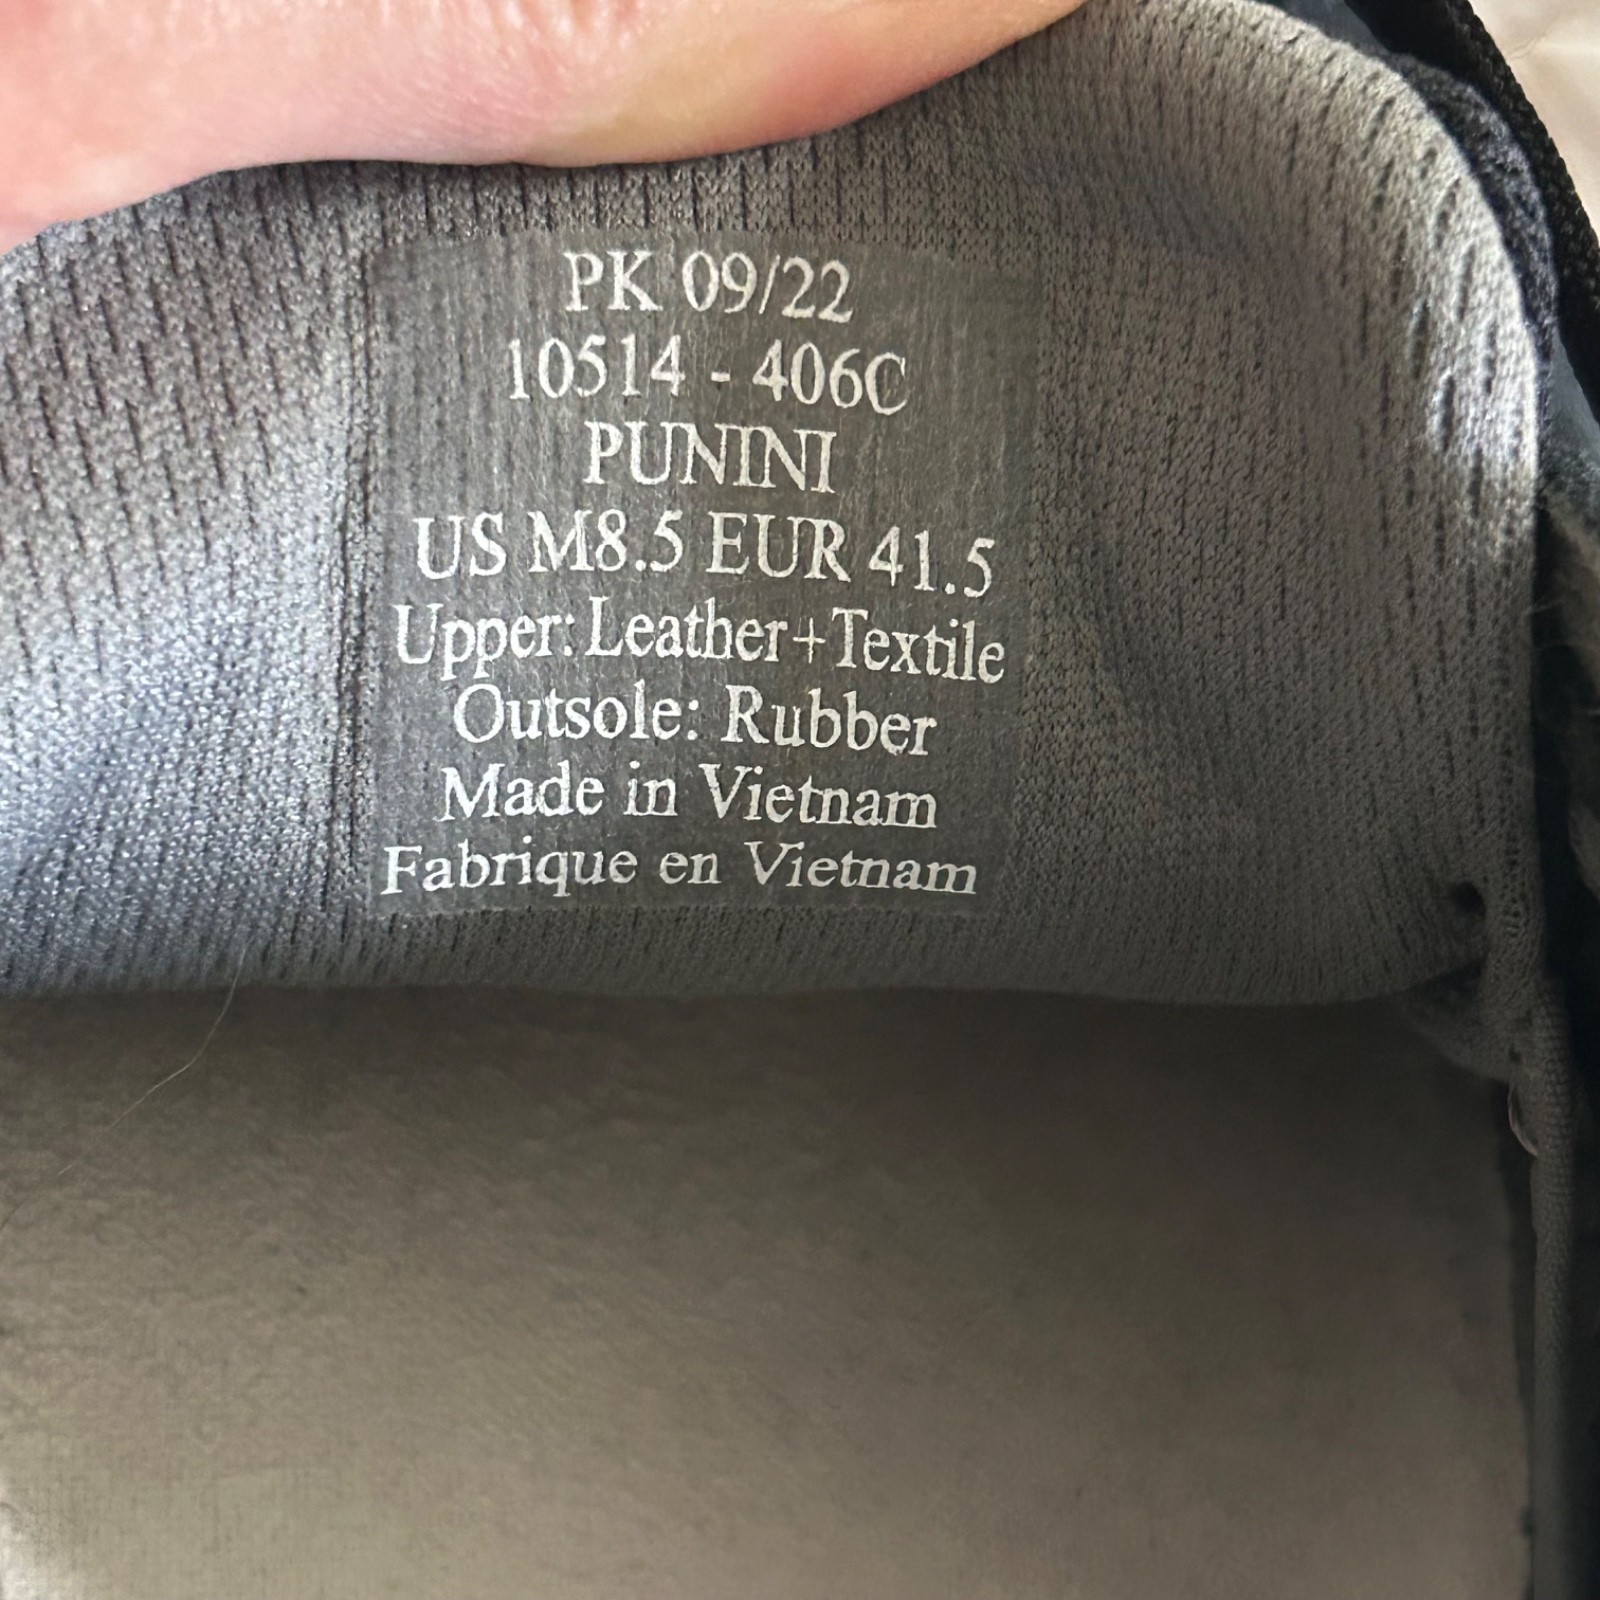 PK 09/22
10514 - 406C
PUNINI
US M8.5 EUR 41.5
Upper: Leather+Textile
Outsole: Rubber
Made in Vietnam
Fabrique en Vietnam